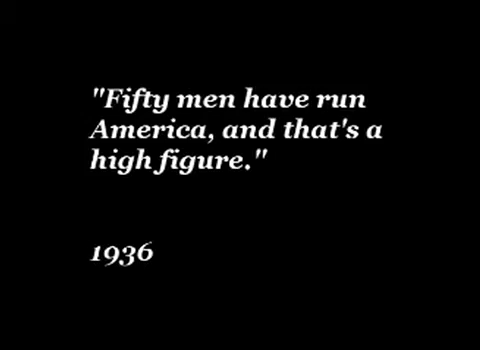 "Fifty men have run
America, and that's a
high figure."
1936